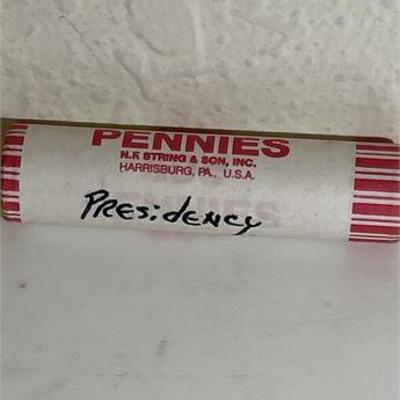 PENNIES
N.F. STRING & SON, INC.
HARRISBURG, PA., U.S.A.
PRESiDENCY